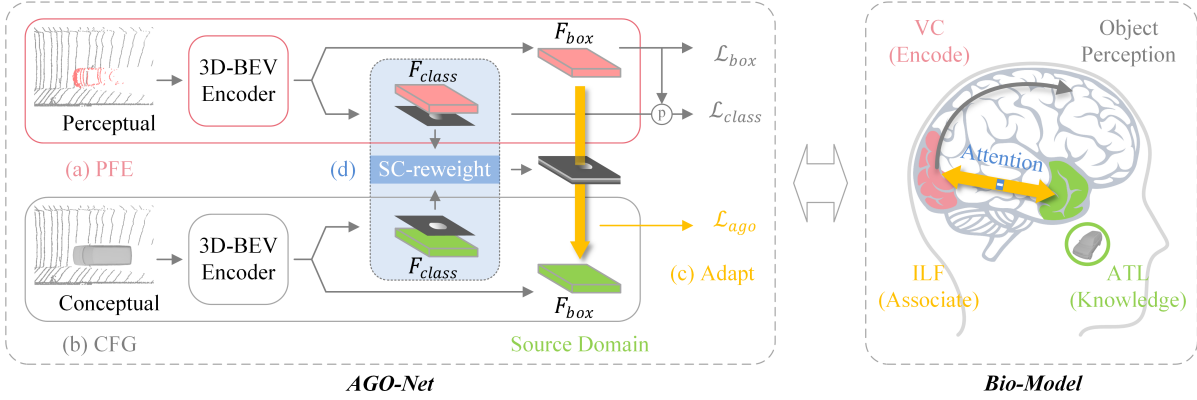 F_box
3D-BEV
Encoder
F_class
Perceptual
ℒ_box
p
ℒ_class
(a) PFE
(d)
SC-reweight
3D-BEV
Encoder
F_class
Conceptual
ℒ_ago
(c) Adapt
F_box
(b) CFG
Source Domain
AGO-Net
VC
(Encode)
Object
Perception
Attention
ILF
(Associate)
ATL
(Knowledge)
Bio-Model